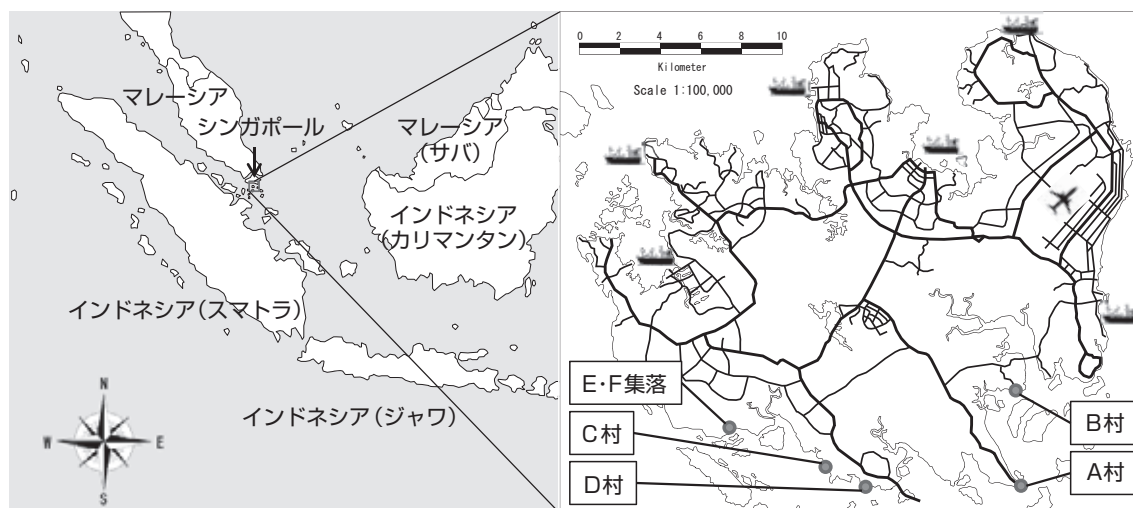 マレーシア
シンガポール
マレーシア
(サバ)
インドネシア
(カリマンタン)
インドネシア(スマトラ)
インドネシア(ジャワ)
N
W
E
S
0 2 4 6 8 10
Kilometer
Scale 1:100,000
E・F集落
C村
D村
B村
A村